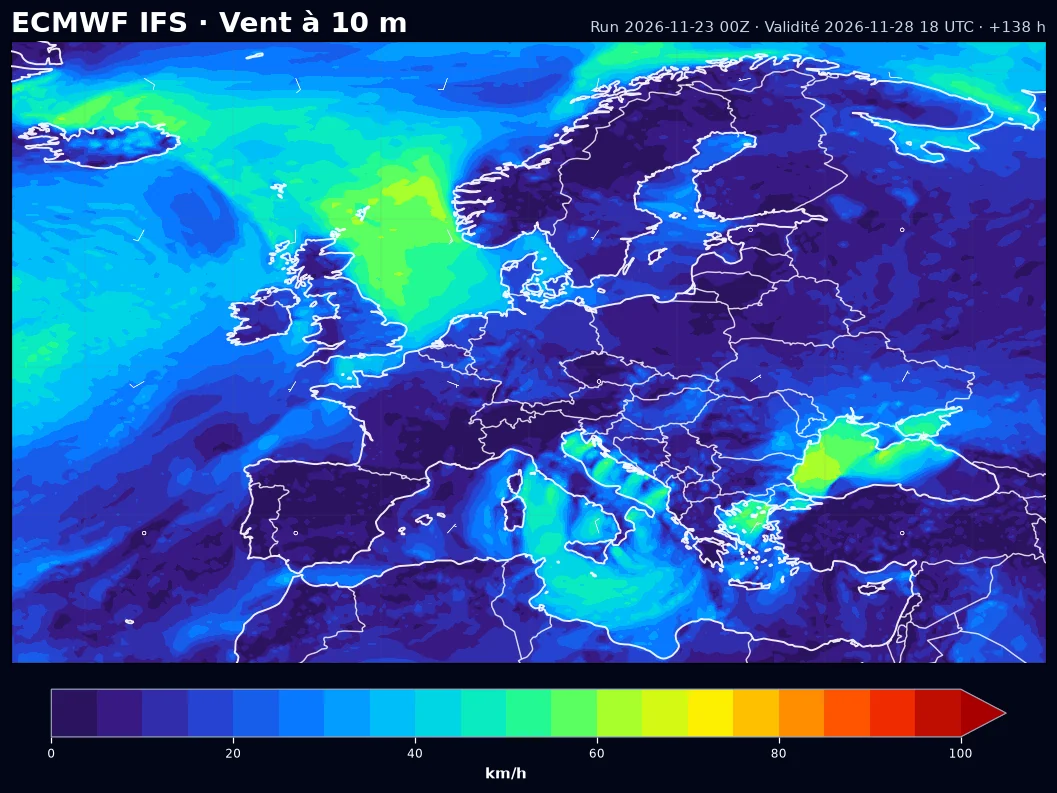 ECMWF IFS · Vent à 10 m
Run 2026-11-23 00Z · Validité 2026-11-28 18 UTC · +138 h
0 20 40 60 80 100
km/h